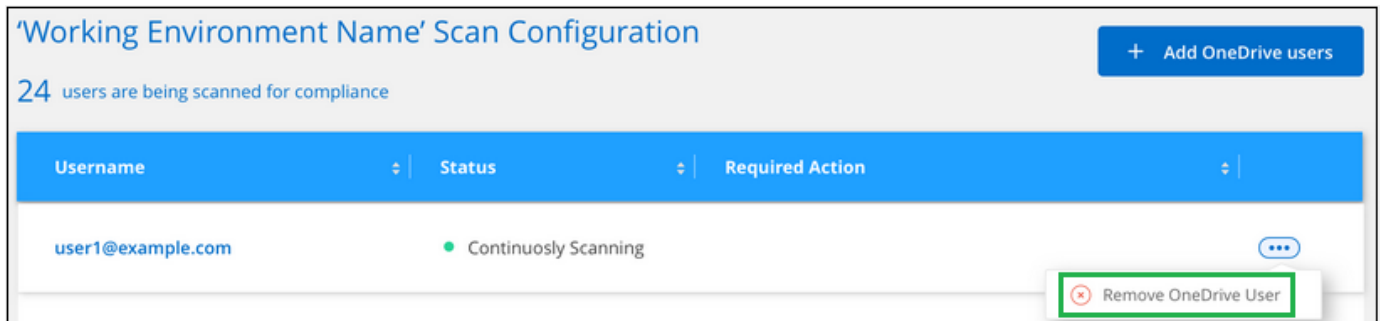 ‘Working Environment Name’ Scan Configuration
+ Add OneDrive users
24 users are being scanned for compliance
Username Status Required Action
user1@example.com Continuosly Scanning
Remove OneDrive User